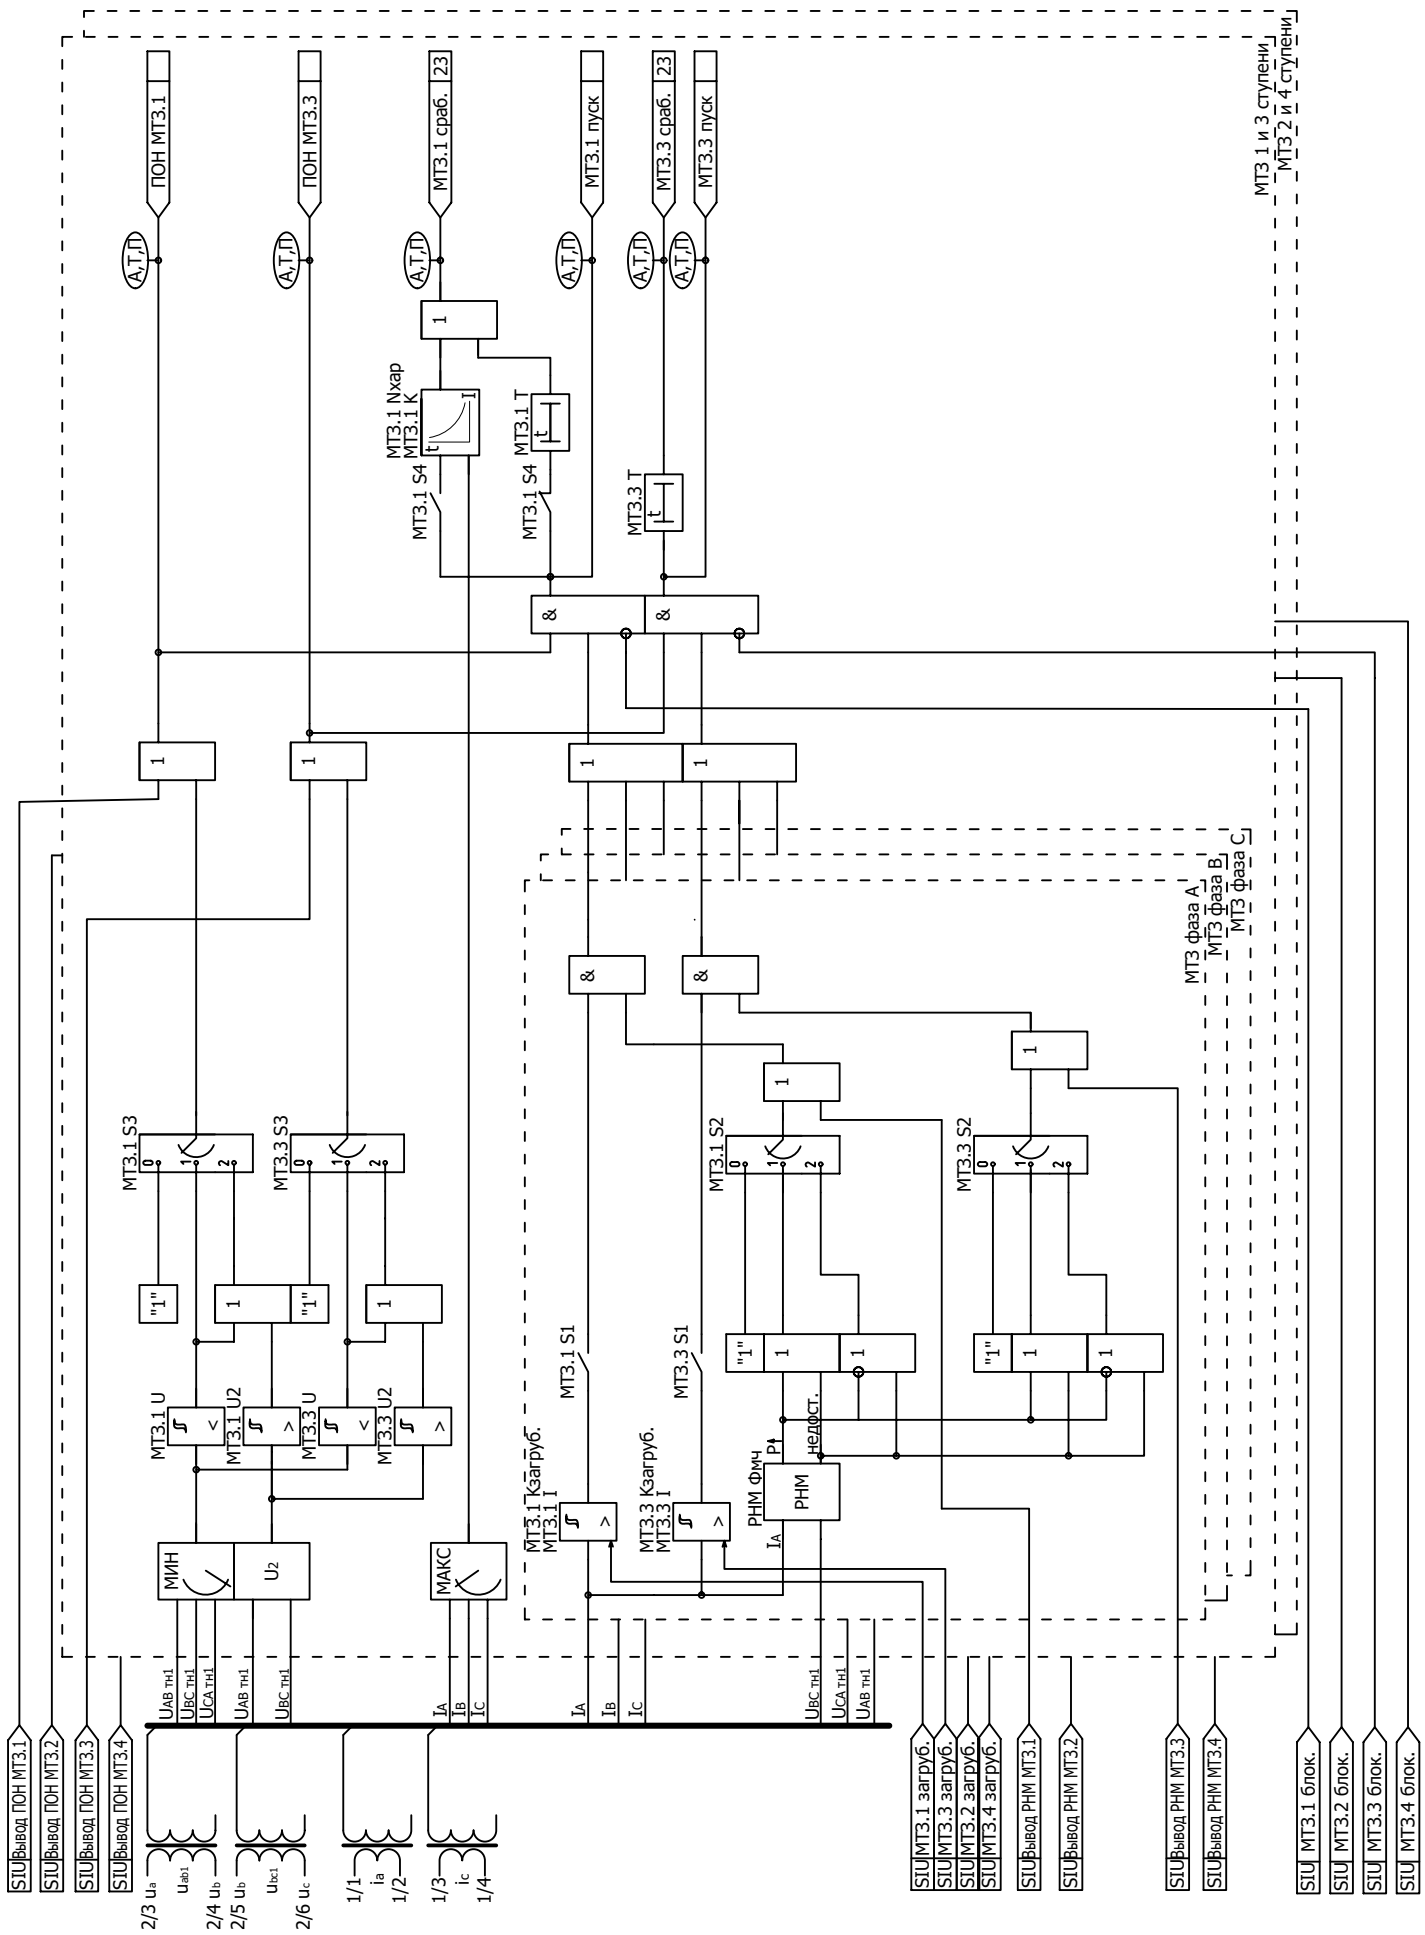 SIU Вывод ПОН МТЗ.1
SIU Вывод ПОН МТЗ.2
SIU Вывод ПОН МТЗ.3
SIU Вывод ПОН МТЗ.4
2/3 ua
uab1
2/4 ub
2/5 ub
ubc1
2/6 uc
1/1
ia
1/2
1/3
ic
1/4
SIU МТЗ.1 загруб.
SIU МТЗ.3 загруб.
SIU МТЗ.2 загруб.
SIU МТЗ.4 загруб.
SIU Вывод РНМ МТЗ.1
SIU Вывод РНМ МТЗ.2
SIU Вывод РНМ МТЗ.3
SIU Вывод РНМ МТЗ.4
SIU МТЗ.1 блок.
SIU МТЗ.2 блок.
SIU МТЗ.3 блок.
SIU МТЗ.4 блок.
UAB тн1
UBC тн1
UCA тн1
UAB тн1
UBC тн1
IA
IB
IC
IA
IB
IC
UBC тн1
UCA тн1
UAB тн1
МИН
U2
МАКС
МТЗ.1 U
<
МТЗ.1 U2
>
МТЗ.3 U
<
МТЗ.3 U2
>
МТЗ.1 Kзагруб.
МТЗ.1 I
>
МТЗ.3 Kзагруб.
МТЗ.3 I
>
РНМ Фмч
РНМ
IA
P
недост.
"1"
1
"1"
1
МТЗ.1 S1
МТЗ.3 S1
"1"
1
1
"1"
1
1
МТЗ.1 S3
0
1
2
МТЗ.3 S3
0
1
2
МТЗ.1 S2
0
1
2
МТЗ.3 S2
0
1
2
1
1
&
&
МТЗ фаза A
МТЗ фаза B
МТЗ фаза C
1
1
1
1
&
&
МТЗ.1 S4
МТЗ.1 S4
МТЗ.1 Nхар
МТЗ.1 K
t
I
МТЗ.1 T
t
МТЗ.3 T
t
1
А,Т,П
А,Т,П
А,Т,П
А,Т,П
А,Т,П
А,Т,П
ПОН МТЗ.1
ПОН МТЗ.3
МТЗ.1 сраб. 23
МТЗ.1 пуск
МТЗ.3 сраб. 23
МТЗ.3 пуск
МТЗ 1 и 3 ступени
МТЗ 2 и 4 ступени